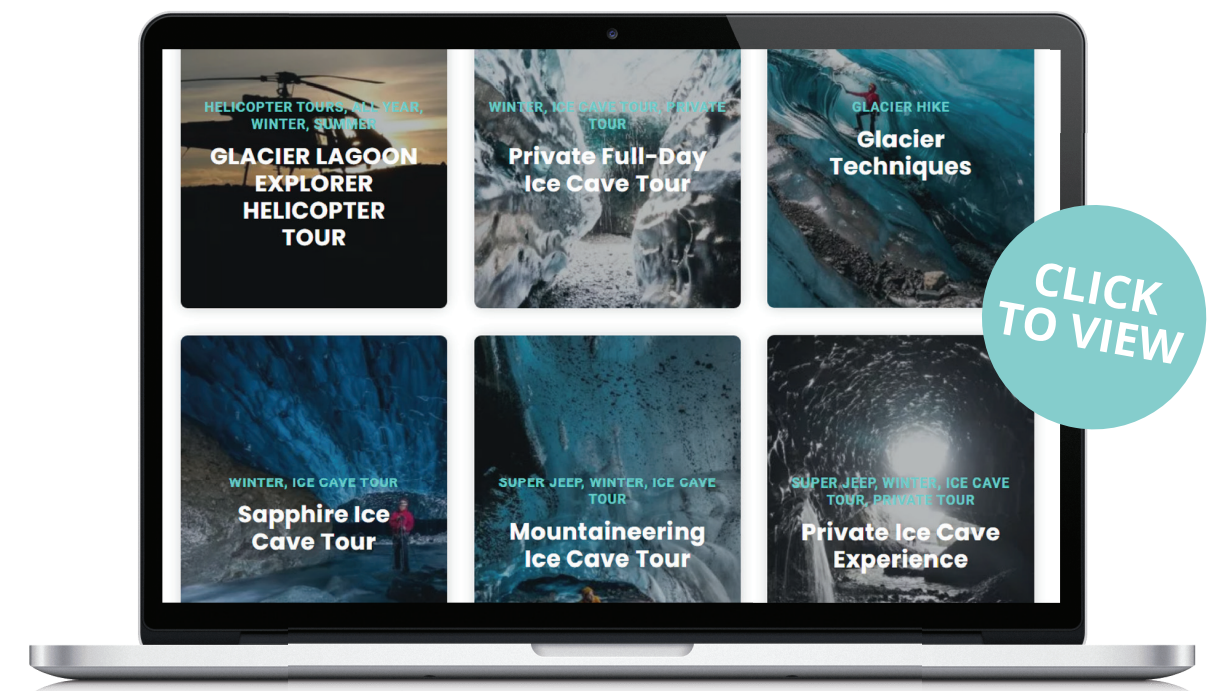 HELICOPTER TOURS, ALL YEAR,
WINTER, SUMMER
GLACIER LAGOON
EXPLORER
HELICOPTER
TOUR
WINTER, ICE CAVE TOUR, PRIVATE
TOUR
Private Full-Day
Ice Cave Tour
GLACIER HIKE
Glacier
Techniques
CLICK
TO VIEW
WINTER, ICE CAVE TOUR
Sapphire Ice
Cave Tour
SUPER JEEP, WINTER, ICE CAVE
TOUR
Mountaineering
Ice Cave Tour
SUPER JEEP, WINTER, ICE CAVE
TOUR, PRIVATE TOUR
Private Ice Cave
Experience